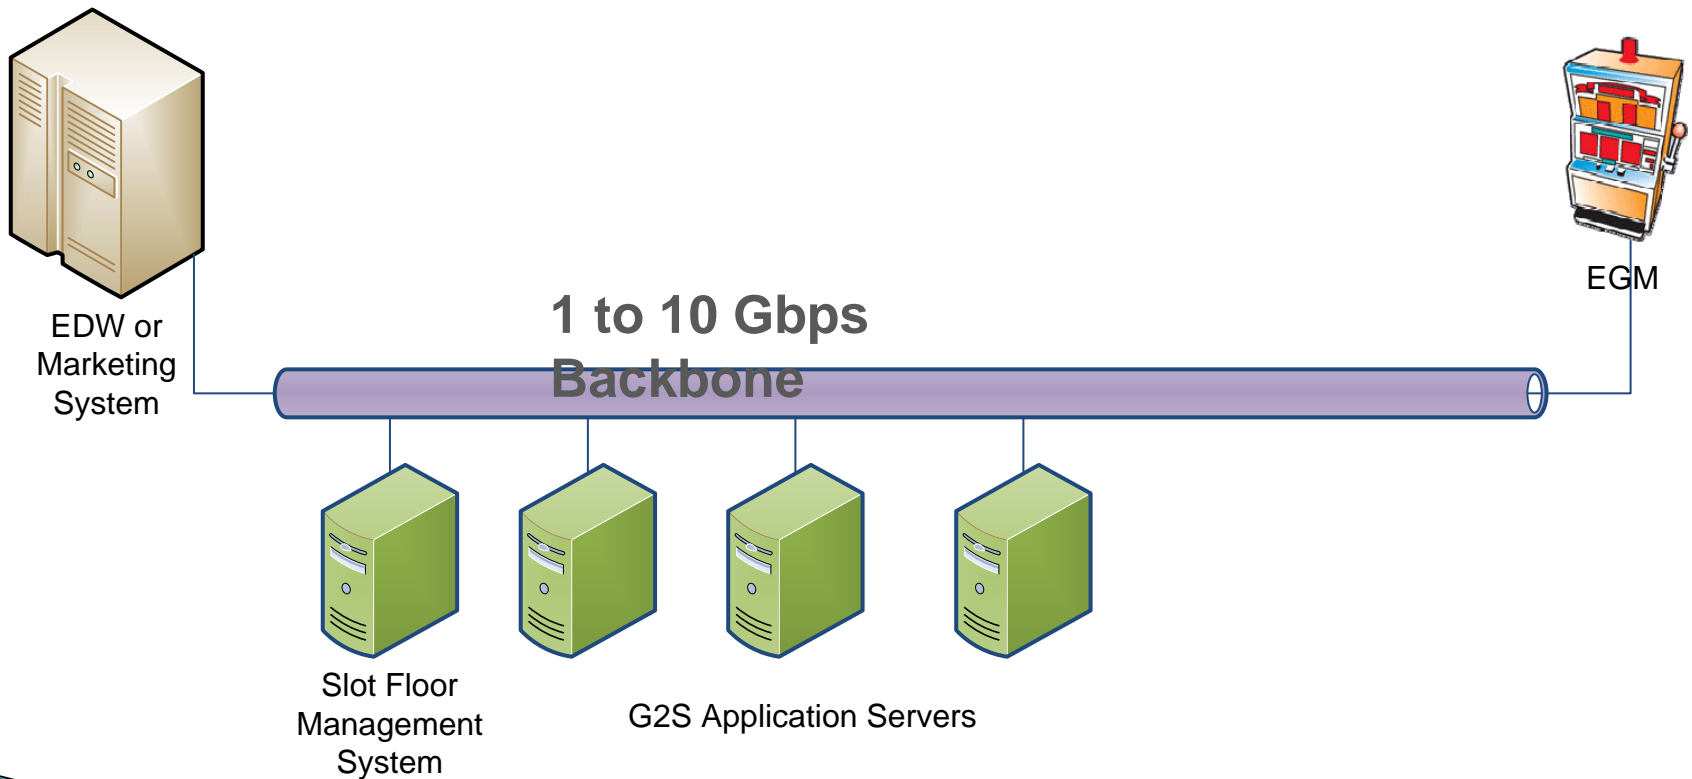 1 to 10 Gbps
Backbone
EDW or
Marketing
System
EGM
Slot Floor
Management
System
G2S Application Servers